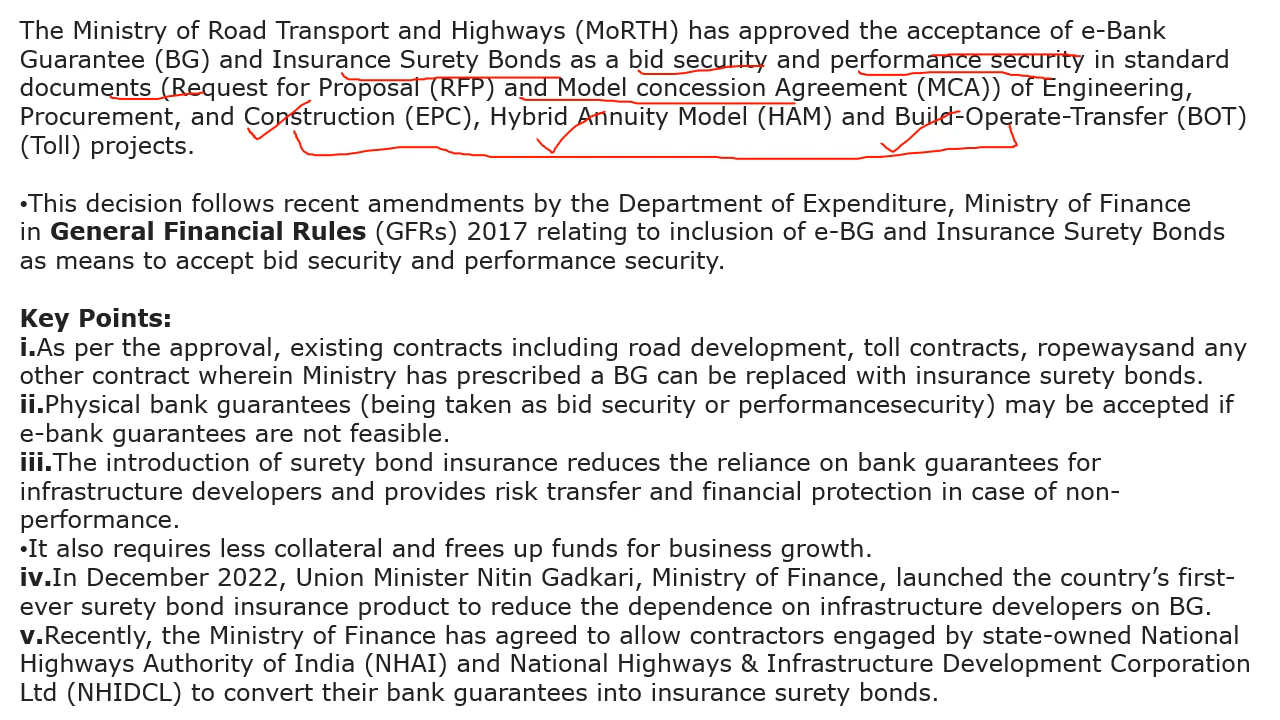 The Ministry of Road Transport and Highways (MoRTH) has approved the acceptance of e-Bank
Guarantee (BG) and Insurance Surety Bonds as a bid security and performance security in standard
documents (Request for Proposal (RFP) and Model concession Agreement (MCA)) of Engineering,
Procurement, and Construction (EPC), Hybrid Annuity Model (HAM) and Build-Operate-Transfer (BOT)
(Toll) projects.
•This decision follows recent amendments by the Department of Expenditure, Ministry of Finance
in General Financial Rules (GFRs) 2017 relating to inclusion of e-BG and Insurance Surety Bonds
as means to accept bid security and performance security.
Key Points:
i.As per the approval, existing contracts including road development, toll contracts, ropewaysand any
other contract wherein Ministry has prescribed a BG can be replaced with insurance surety bonds.
ii.Physical bank guarantees (being taken as bid security or performancesecurity) may be accepted if
e-bank guarantees are not feasible.
iii.The introduction of surety bond insurance reduces the reliance on bank guarantees for
infrastructure developers and provides risk transfer and financial protection in case of non-
performance.
•It also requires less collateral and frees up funds for business growth.
iv.In December 2022, Union Minister Nitin Gadkari, Ministry of Finance, launched the country’s first-
ever surety bond insurance product to reduce the dependence on infrastructure developers on BG.
v.Recently, the Ministry of Finance has agreed to allow contractors engaged by state-owned National
Highways Authority of India (NHAI) and National Highways & Infrastructure Development Corporation
Ltd (NHIDCL) to convert their bank guarantees into insurance surety bonds.